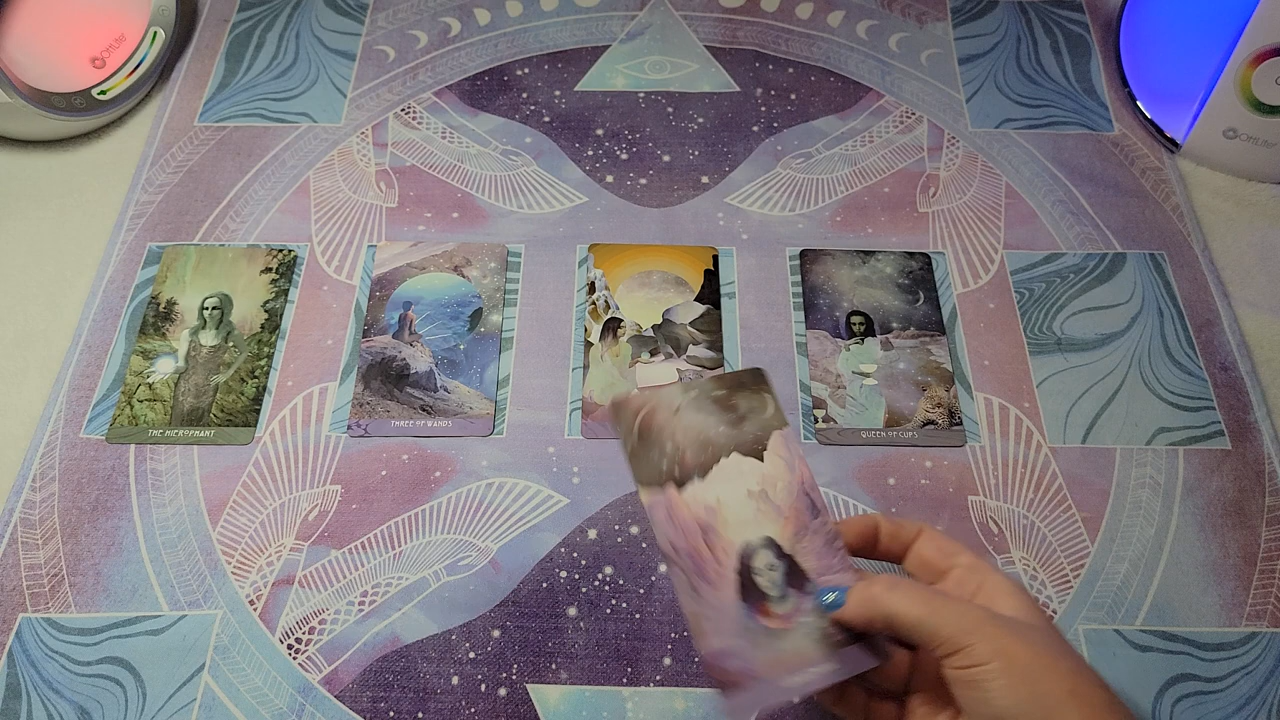 OttLite
OttLite
THE HIEROPHANT
THREE OF WANDS
QUEEN OF CUPS